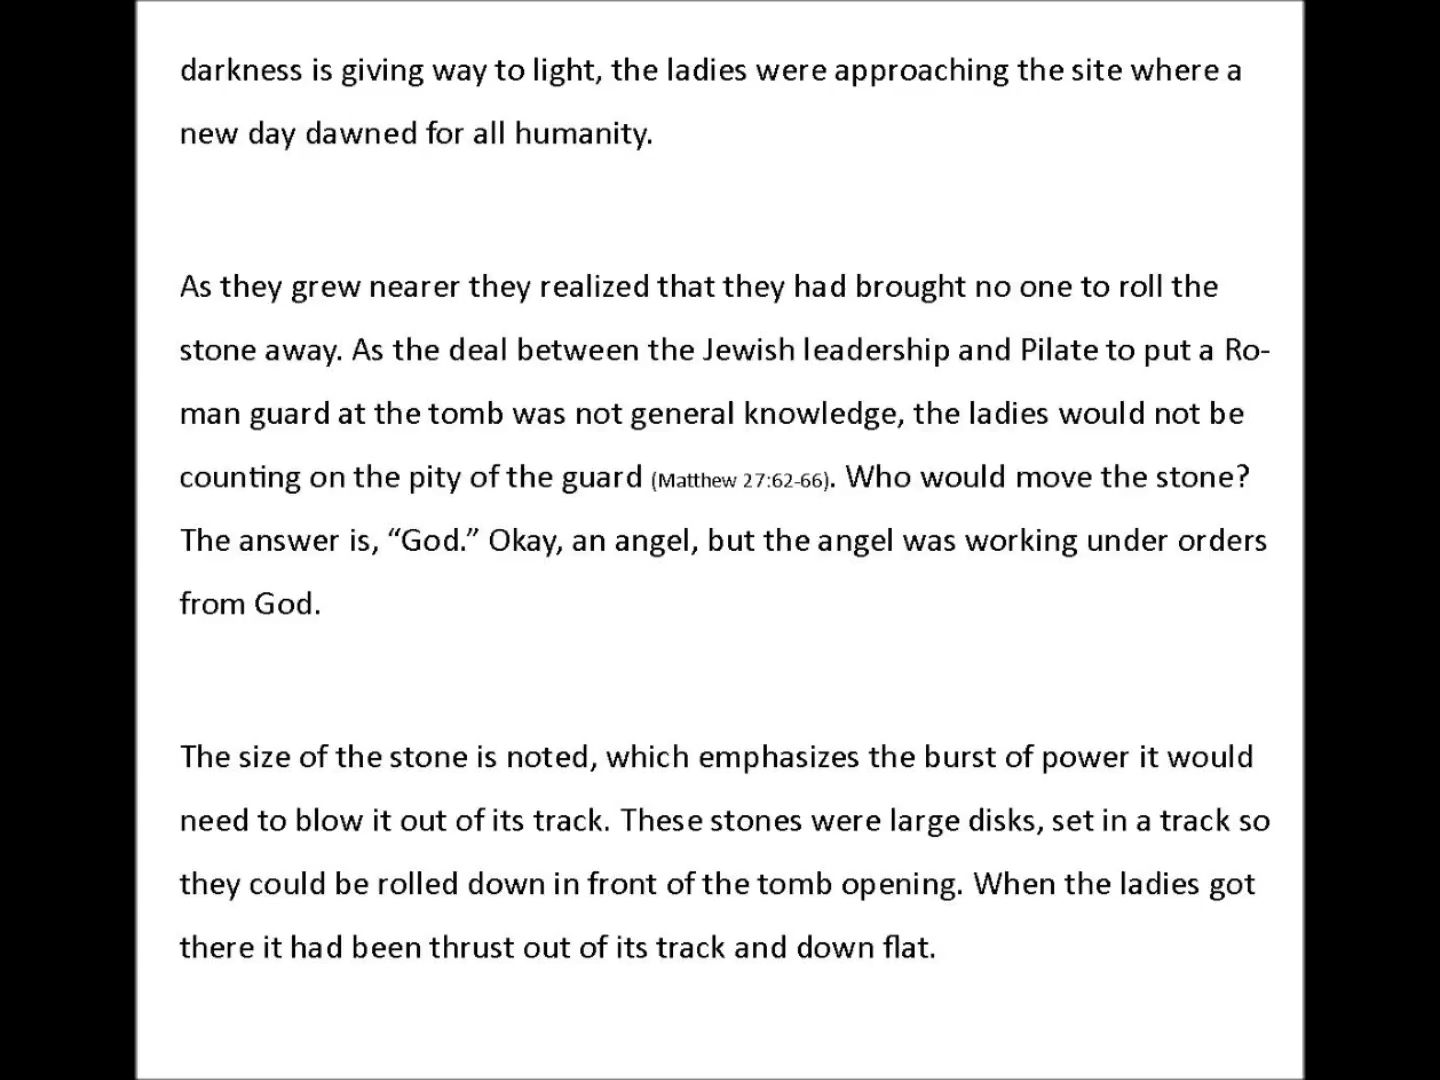 darkness is giving way to light, the ladies were approaching the site where a
new day dawned for all humanity.
As they grew nearer they realized that they had brought no one to roll the
stone away. As the deal between the Jewish leadership and Pilate to put a Ro-
man guard at the tomb was not general knowledge, the ladies would not be
counting on the pity of the guard (Matthew 27:62-66). Who would move the stone?
The answer is, “God.” Okay, an angel, but the angel was working under orders
from God.
The size of the stone is noted, which emphasizes the burst of power it would
need to blow it out of its track. These stones were large disks, set in a track so
they could be rolled down in front of the tomb opening. When the ladies got
there it had been thrust out of its track and down flat.